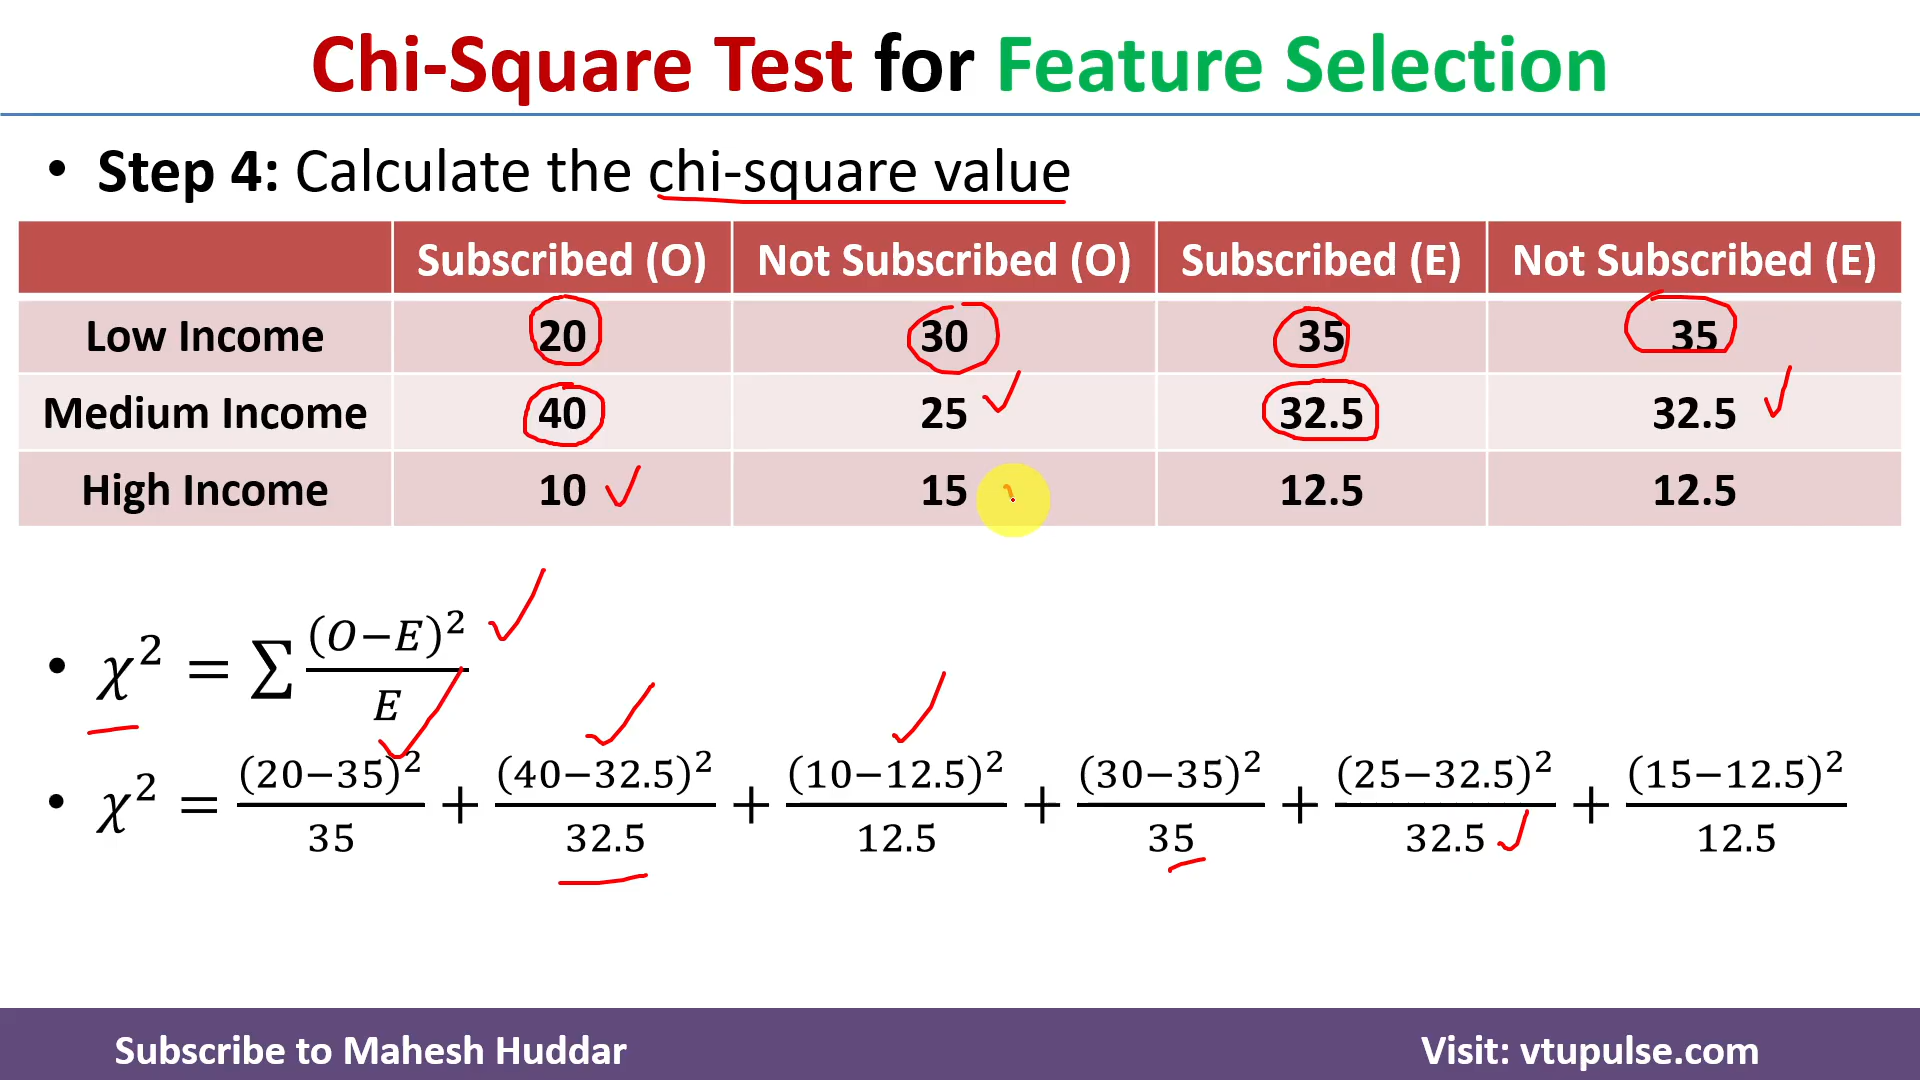 Chi-Square Test for Feature Selection
• Step 4: Calculate the chi-square value
Subscribed (O) Not Subscribed (O) Subscribed (E) Not Subscribed (E)
Low Income 20 30 35 35
Medium Income 40 25 32.5 32.5
High Income 10 15 12.5 12.5
• χ² = ∑ (O−E)² / E
• χ² = (20−35)² / 35 + (40−32.5)² / 32.5 + (10−12.5)² / 12.5 + (30−35)² / 35 + (25−32.5)² / 32.5 + (15−12.5)² / 12.5
Subscribe to Mahesh Huddar Visit: vtupulse.com